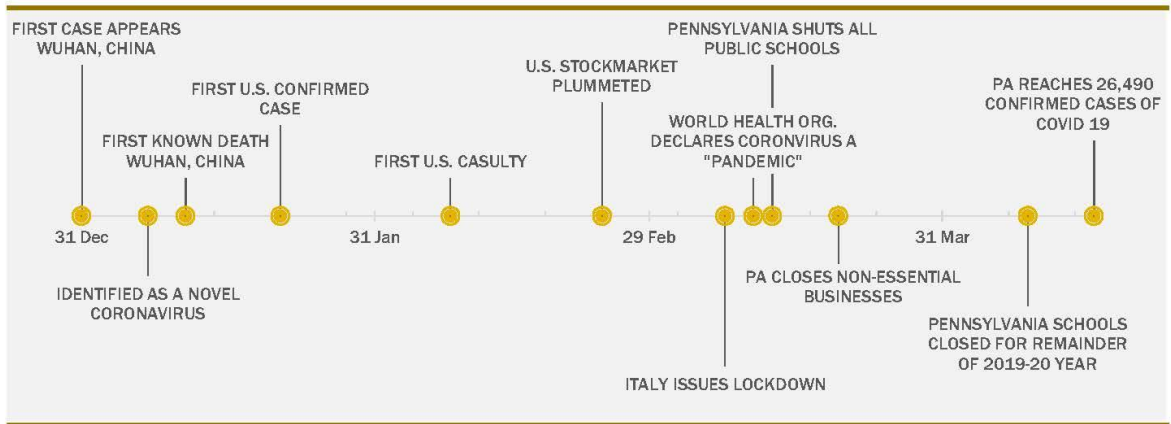 FIRST CASE APPEARS
WUHAN, CHINA
FIRST KNOWN DEATH
WUHAN, CHINA
FIRST U.S. CONFIRMED
CASE
FIRST U.S. CASULTY
U.S. STOCKMARKET
PLUMMETED
PENNSYLVANIA SHUTS ALL
PUBLIC SCHOOLS
WORLD HEALTH ORG.
DECLARES CORONVIRUS A
"PANDEMIC"
PA REACHES 26,490
CONFIRMED CASES OF
COVID 19
31 Dec
31 Jan
29 Feb
31 Mar
IDENTIFIED AS A NOVEL
CORONAVIRUS
ITALY ISSUES LOCKDOWN
PA CLOSES NON-ESSENTIAL
BUSINESSES
PENNSYLVANIA SCHOOLS
CLOSED FOR REMAINDER
OF 2019-20 YEAR